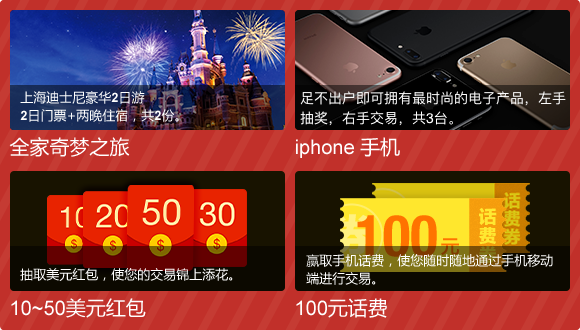 上海迪士尼豪华2日游
2日门票+两晚住宿，共2份。
全家奇梦之旅
足不出户即可拥有最时尚的电子产品，左手
抽奖，右手交易，共3台。
iphone 手机
10
20
50
30
$
$
$
$
抽取美元红包，使您的交易锦上添花。
10~50美元红包
100元
话费
话费券
赢取手机话费，使您随时随地通过手机移动
端进行交易。
100元话费